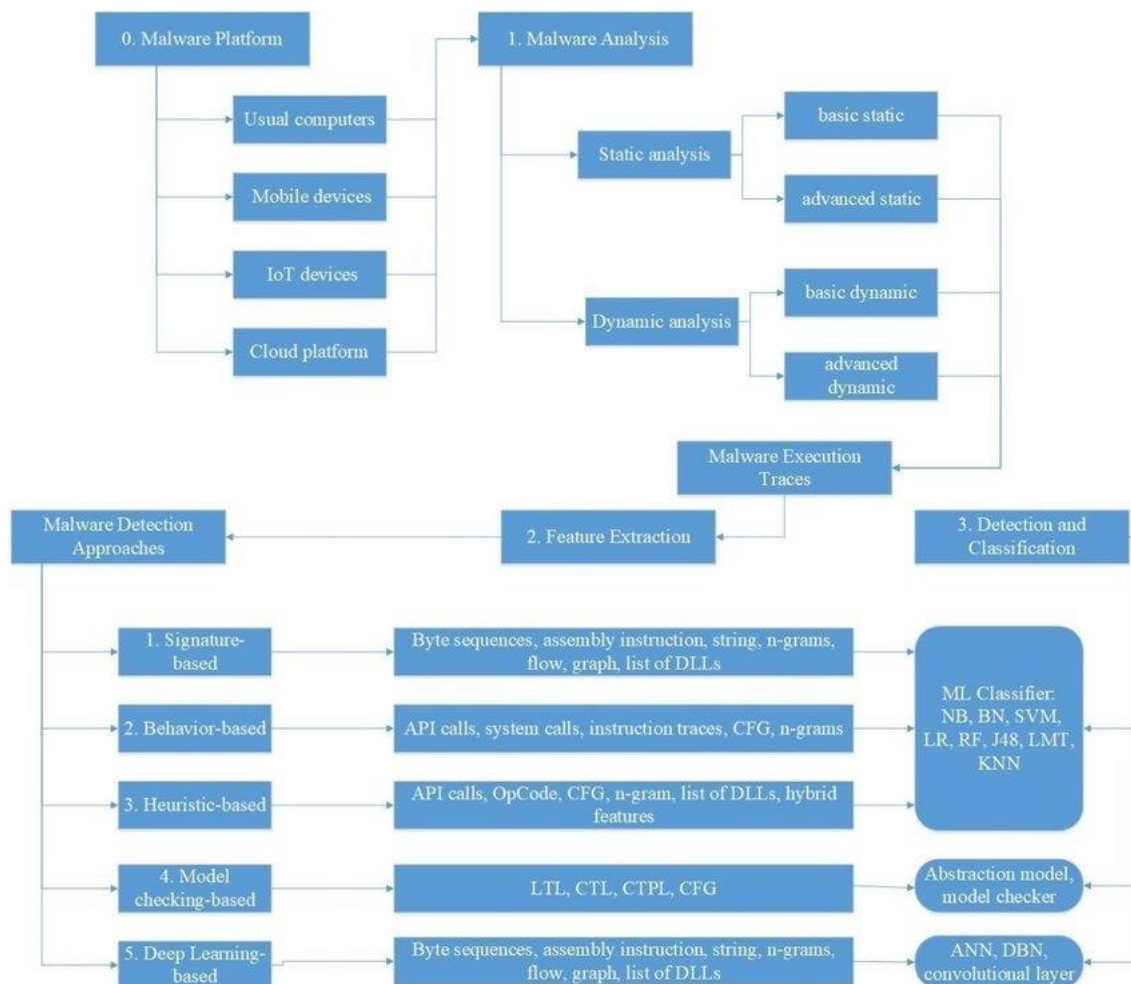 0. Malware Platform
1. Malware Analysis
Usual computers
Mobile devices
IoT devices
Cloud platform
Static analysis
basic static
advanced static
Dynamic analysis
basic dynamic
advanced
dynamic
Malware Execution
Traces
Malware Detection
Approaches
2. Feature Extraction
3. Detection and
Classification
1. Signature-
based
Byte sequences, assembly instruction, string, n-grams,
flow, graph, list of DLLs
2. Behavior-based
API calls, system calls, instruction traces, CFG, n-grams
3. Heuristic-based
API calls, OpCode, CFG, n-gram, list of DLLs, hybrid
features
ML Classifier:
NB, BN, SVM,
LR, RF, J48, LMT,
KNN
4. Model
checking-based
LTL, CTL, CTPL, CFG
Abstraction model,
model checker
5. Deep Learning-
based
Byte sequences, assembly instruction, string, n-grams,
flow, graph, list of DLLs
ANN, DBN,
convolutional layer